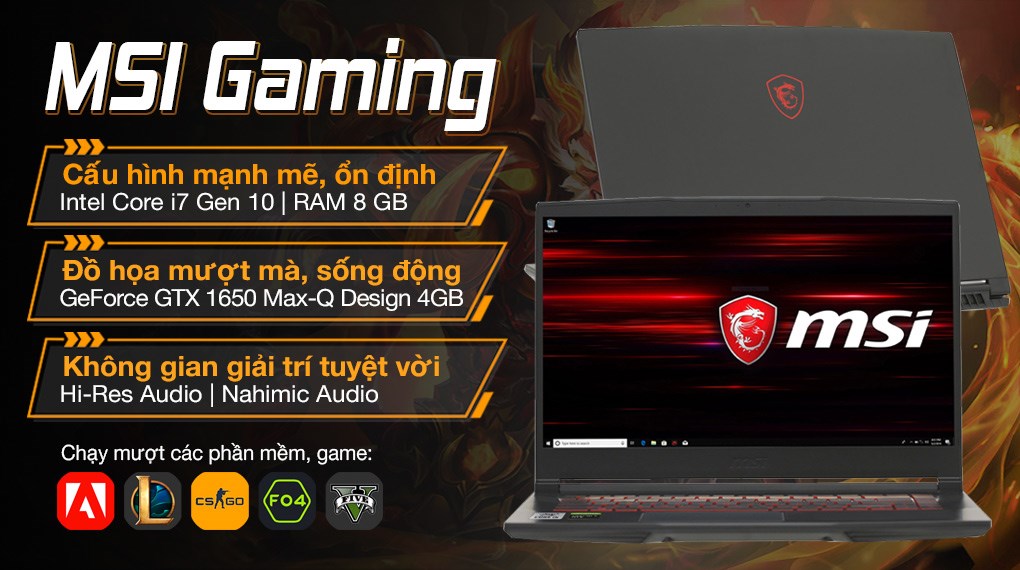 MSI Gaming
Cấu hình mạnh mẽ, ổn định
Intel Core i7 Gen 10 | RAM 8 GB
Đồ họa mượt mà, sống động
GeForce GTX 1650 Max-Q Design 4GB
Không gian giải trí tuyệt vời
Hi-Res Audio | Nahimic Audio
Chạy mượt các phần mềm, game:
CS GO
FO4
V FIVE
msi